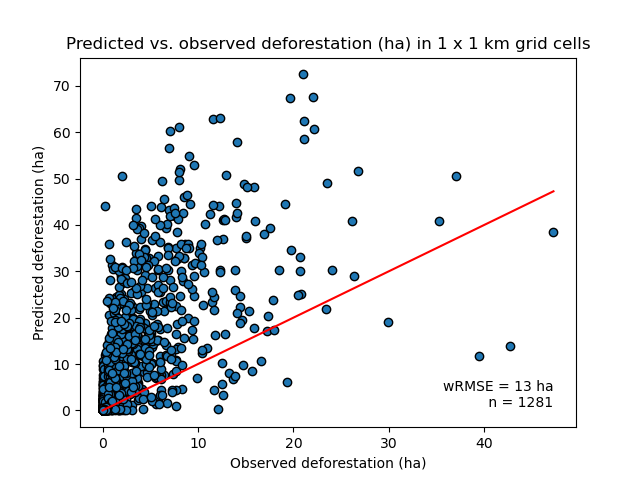 Predicted vs. observed deforestation (ha) in 1 x 1 km grid cells
70
60
50
40
30
20
10
0
Predicted deforestation (ha)
wRMSE = 13 ha
n = 1281
0 10 20 30 40
Observed deforestation (ha)